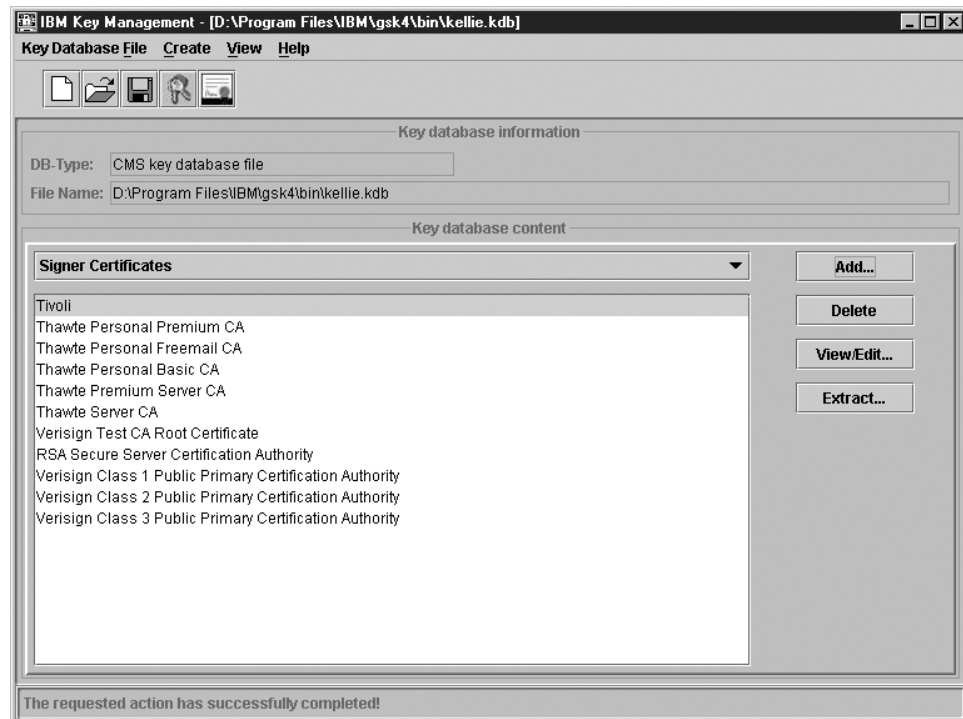 IBM Key Management - [D:\Program Files\IBM\gsk4\bin\kellie.kdb]
Key Database File Create View Help
Key database information
DB-Type: CMS key database file
File Name: D:\Program Files\IBM\gsk4\bin\kellie.kdb
Key database content
Signer Certificates
Add...
Tivoli
Delete
Thawte Personal Premium CA
Thawte Personal Freemail CA
View/Edit...
Thawte Personal Basic CA
Thawte Premium Server CA
Extract...
Thawte Server CA
Verisign Test CA Root Certificate
RSA Secure Server Certification Authority
Verisign Class 1 Public Primary Certification Authority
Verisign Class 2 Public Primary Certification Authority
Verisign Class 3 Public Primary Certification Authority
The requested action has successfully completed!